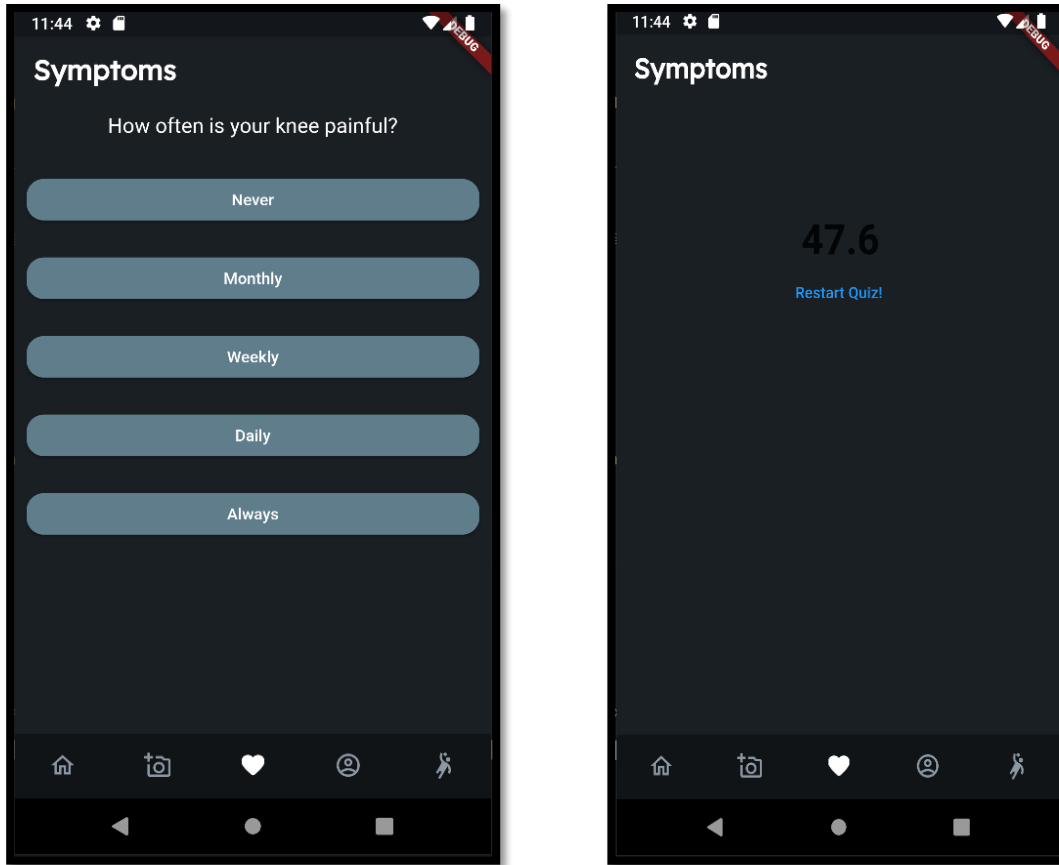 11:44
DEBUG
Symptoms
How often is your knee painful?
Never
Monthly
Weekly
Daily
Always
11:44
DEBUG
Symptoms
47.6
Restart Quiz!